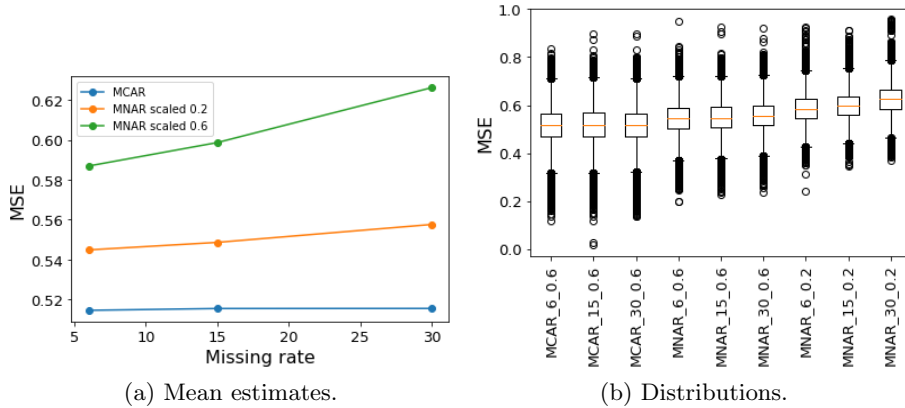 MCAR
MNAR scaled 0.2
MNAR scaled 0.6
0.62
0.60
0.58
0.56
0.54
0.52
MSE
5
10
15
20
25
30
Missing rate
(a) Mean estimates.
1.0
0.8
0.6
0.4
0.2
0.0
MSE
MCAR_6_0.6
MCAR_15_0.6
MCAR_30_0.6
MNAR_6_0.6
MNAR_15_0.6
MNAR_30_0.6
MNAR_6_0.2
MNAR_15_0.2
MNAR_30_0.2
(b) Distributions.